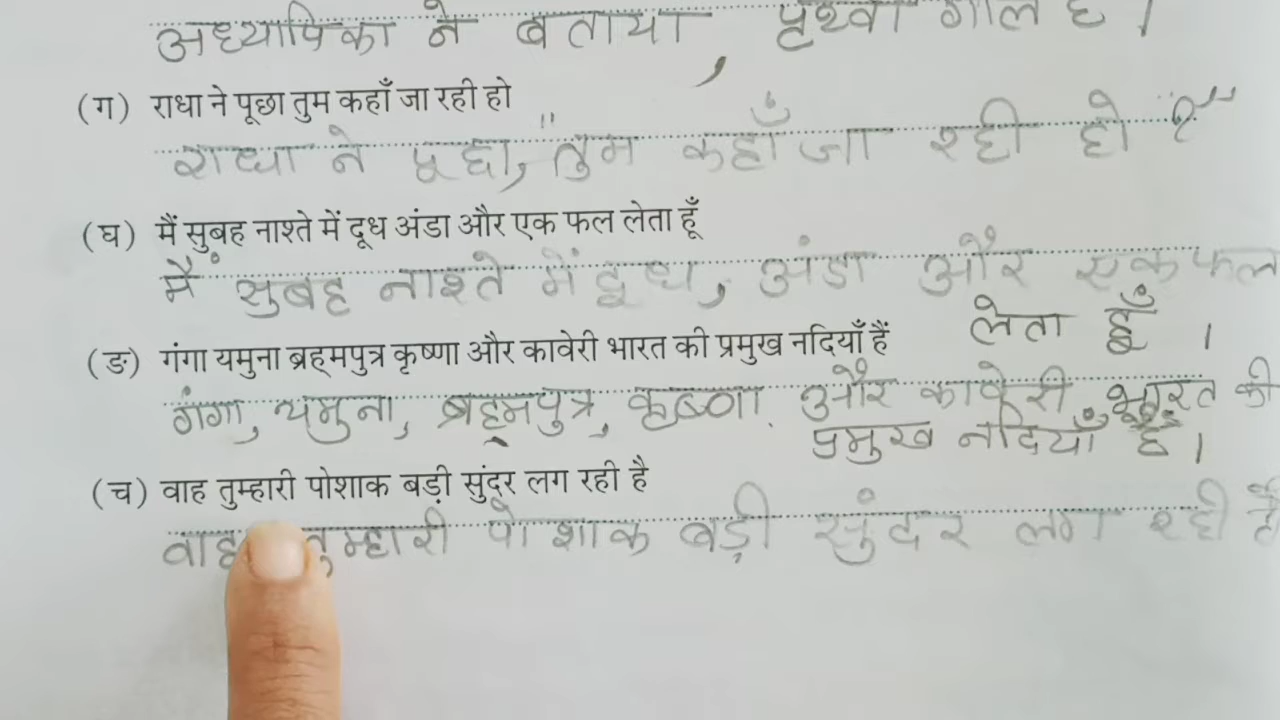 अध्यापिका ने बताया, पृथ्वी गोल है।
(ग) राधा ने पूछा तुम कहाँ जा रही हो
राधा ने पूछा, "तुम कहाँ जा रही हो ?"
(घ) मैं सुबह नाश्ते में दूध अंडा और एक फल लेता हूँ
मैं सुबह नाश्ते में दूध, अंडा और एक फल
लेता हूँ ।
(ङ) गंगा यमुना ब्रह्मपुत्र कृष्णा और कावेरी भारत की प्रमुख नदियाँ हैं
गंगा, यमुना, ब्रह्मपुत्र, कृष्णा और कावेरी भारत की
प्रमुख नदियाँ हैं।
(च) वाह तुम्हारी पोशाक बड़ी सुंदर लग रही है
वाह तुम्हारी पोशाक बड़ी सुंदर लग रही है